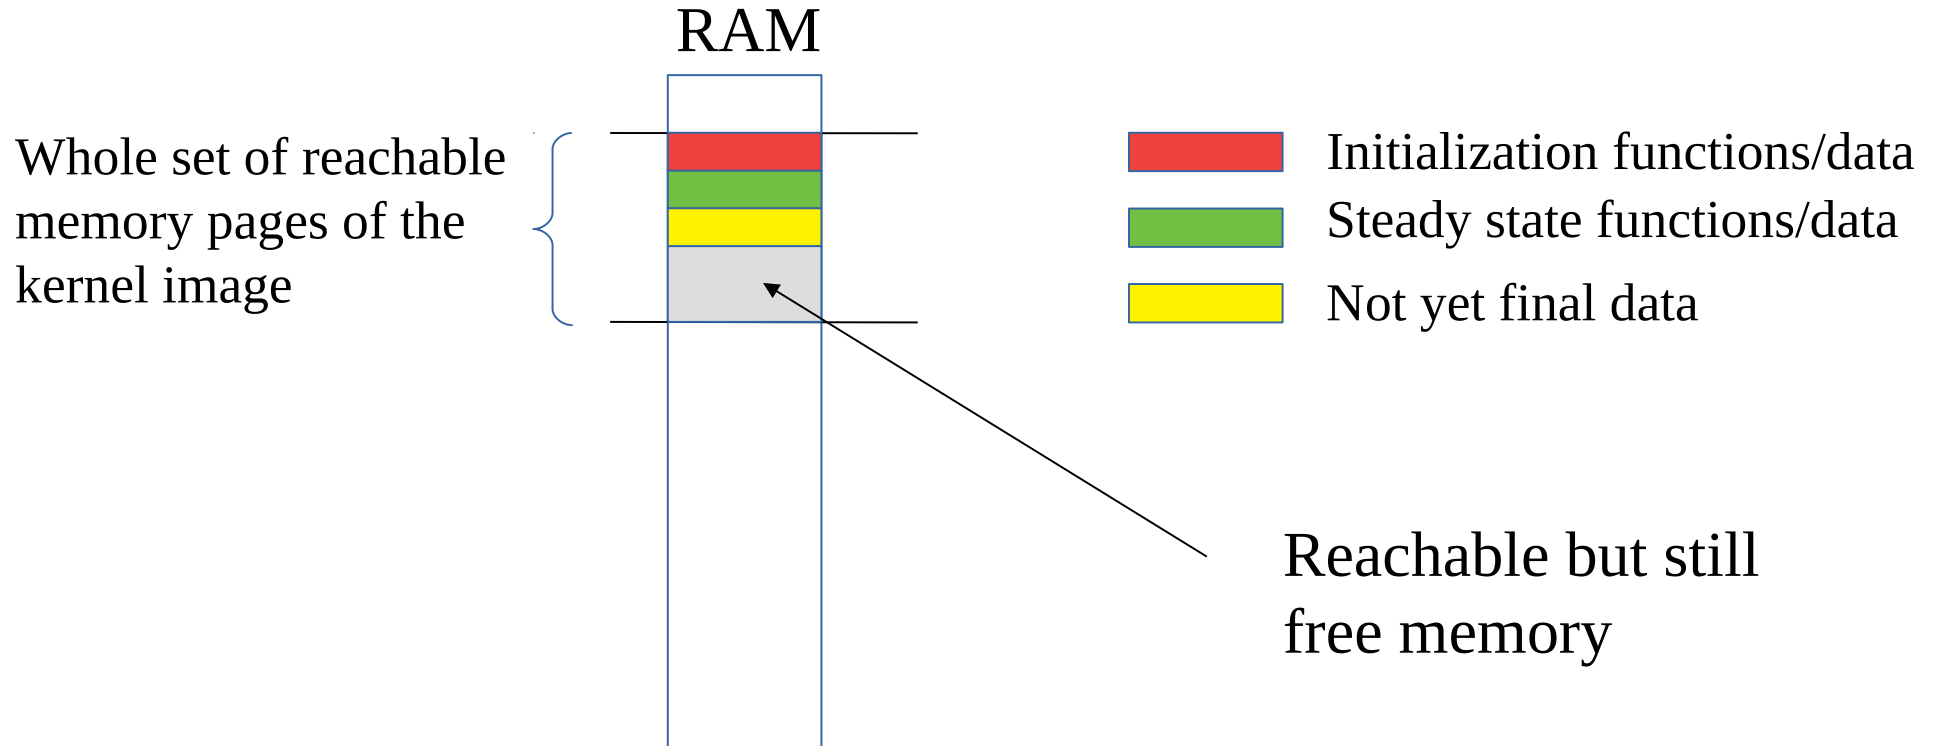 RAM
Whole set of reachable
memory pages of the
kernel image
Initialization functions/data
Steady state functions/data
Not yet final data
Reachable but still
free memory